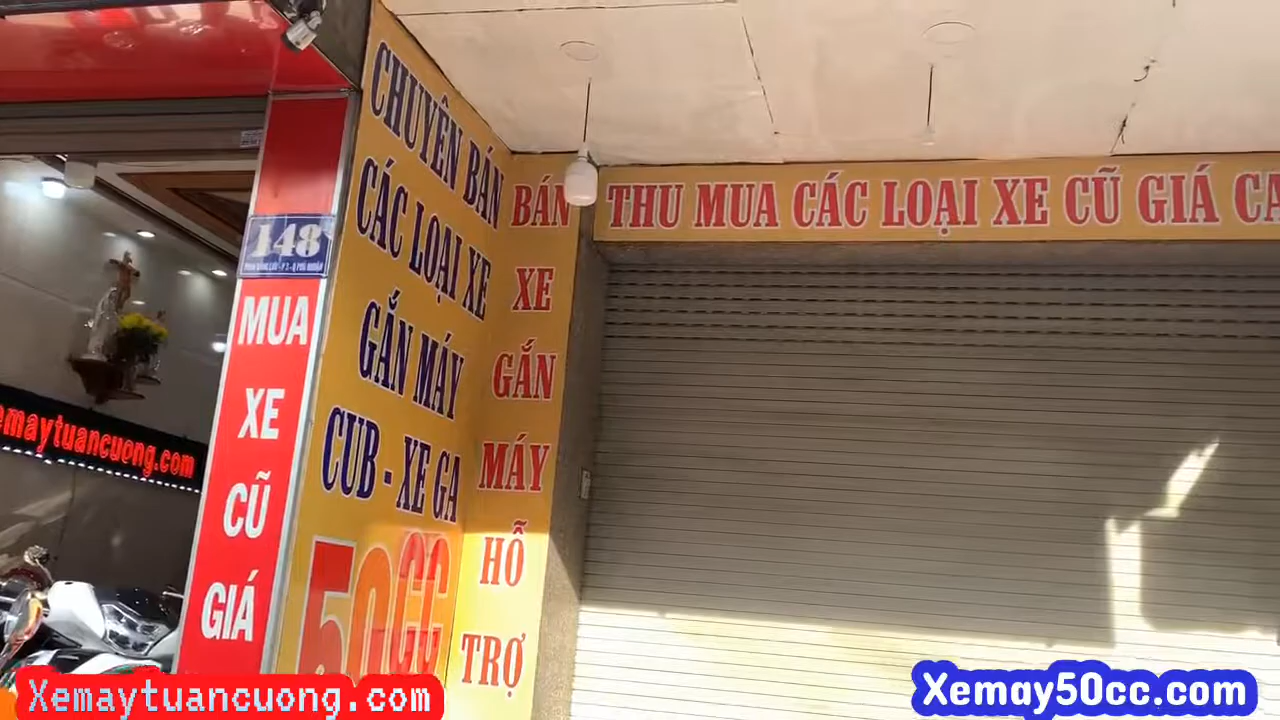 148
MUA
XE
CŨ
GIÁ
emaytuancuong.com
CHUYÊN BÁN
CÁC LOẠI XE
GẮN MÁY
CUB - XE GA
50CC
BÁN
XE
GẮN
MÁY
HỖ
TRỢ
THU MUA CÁC LOẠI XE CŨ GIÁ CA
Xemaytuancuong.com
Xemay50cc.com